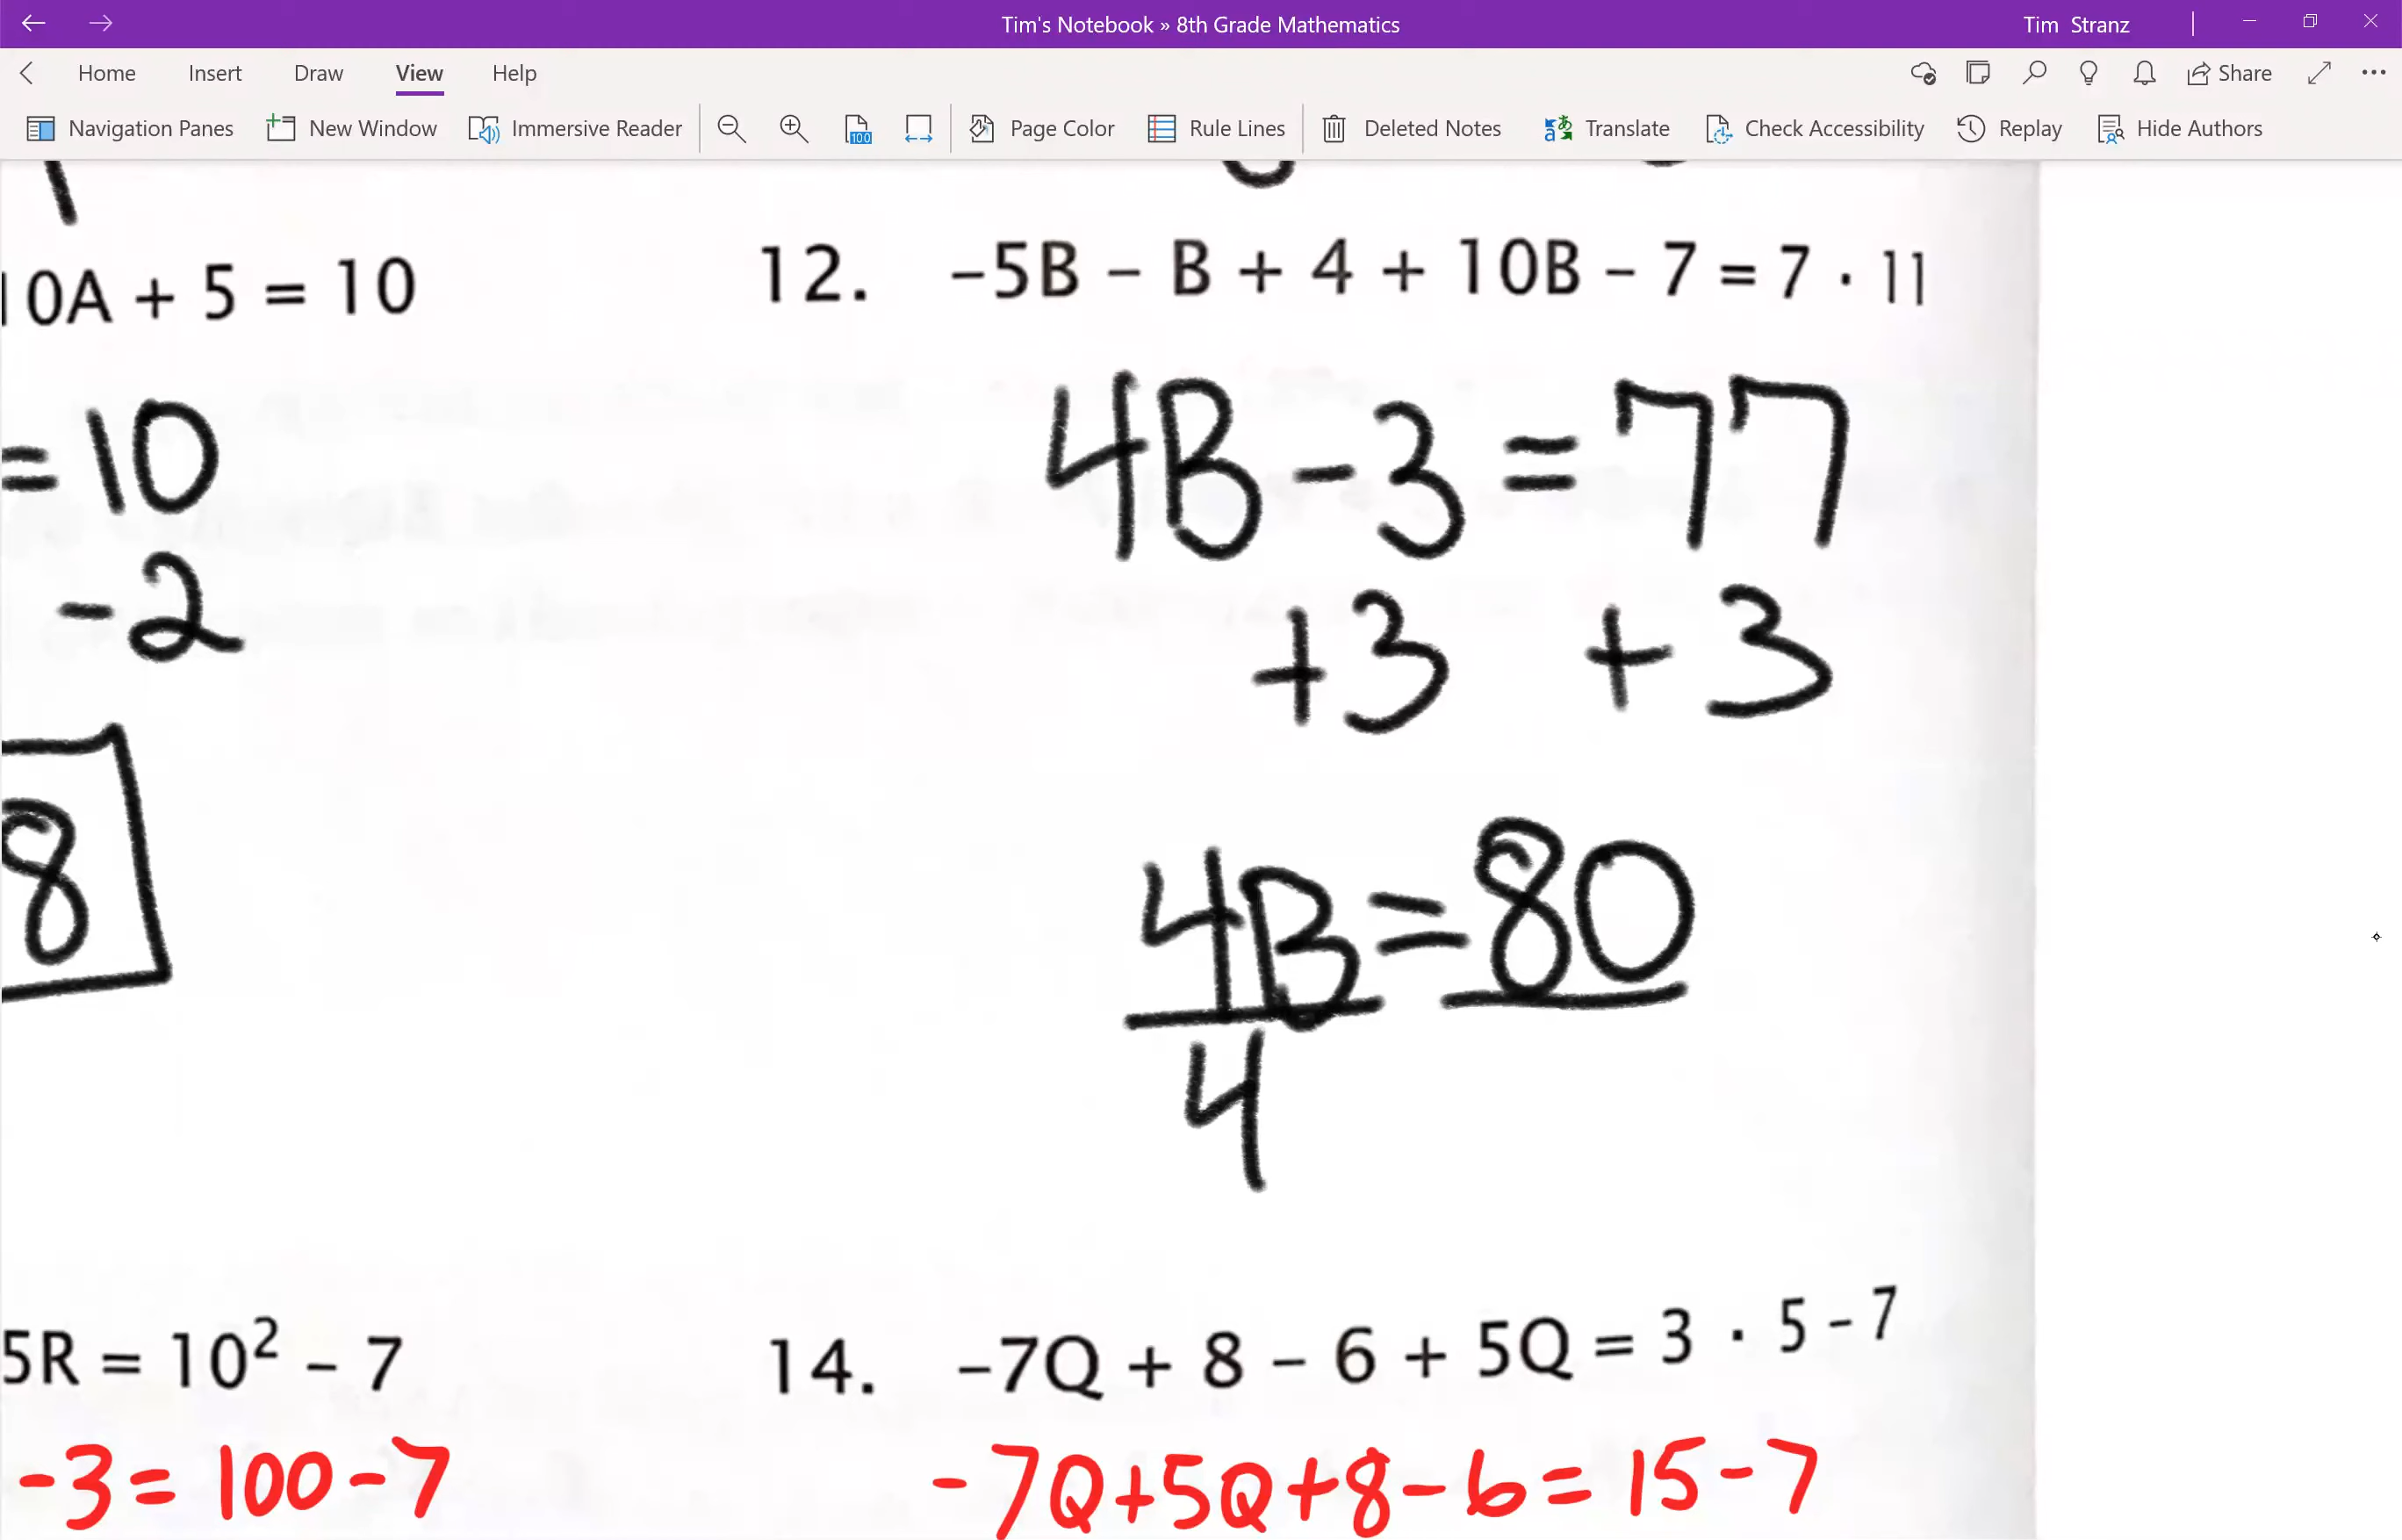 Tim's Notebook » 8th Grade Mathematics
Tim Stranz
Home Insert Draw View Help
Share
Navigation Panes New Window Immersive Reader 100 Page Color Rule Lines Deleted Notes Translate Check Accessibility Replay Hide Authors
10A + 5 = 10
= 10
-2
8
12. -5B - B + 4 + 10B - 7 = 7 · 11
4B - 3 = 77
+3 +3
4B = 80
4
5R = 10² - 7
-3 = 100 - 7
14. -7Q + 8 - 6 + 5Q = 3 · 5 - 7
-7Q + 5Q + 8 - 6 = 15 - 7